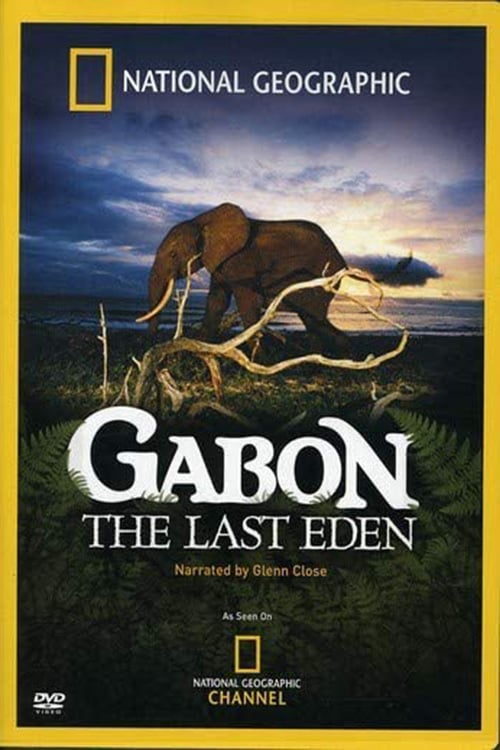 NATIONAL GEOGRAPHIC
GABON
THE LAST EDEN
Narrated by Glenn Close
As Seen On
NATIONAL GEOGRAPHIC
CHANNEL
DVD
VIDEO